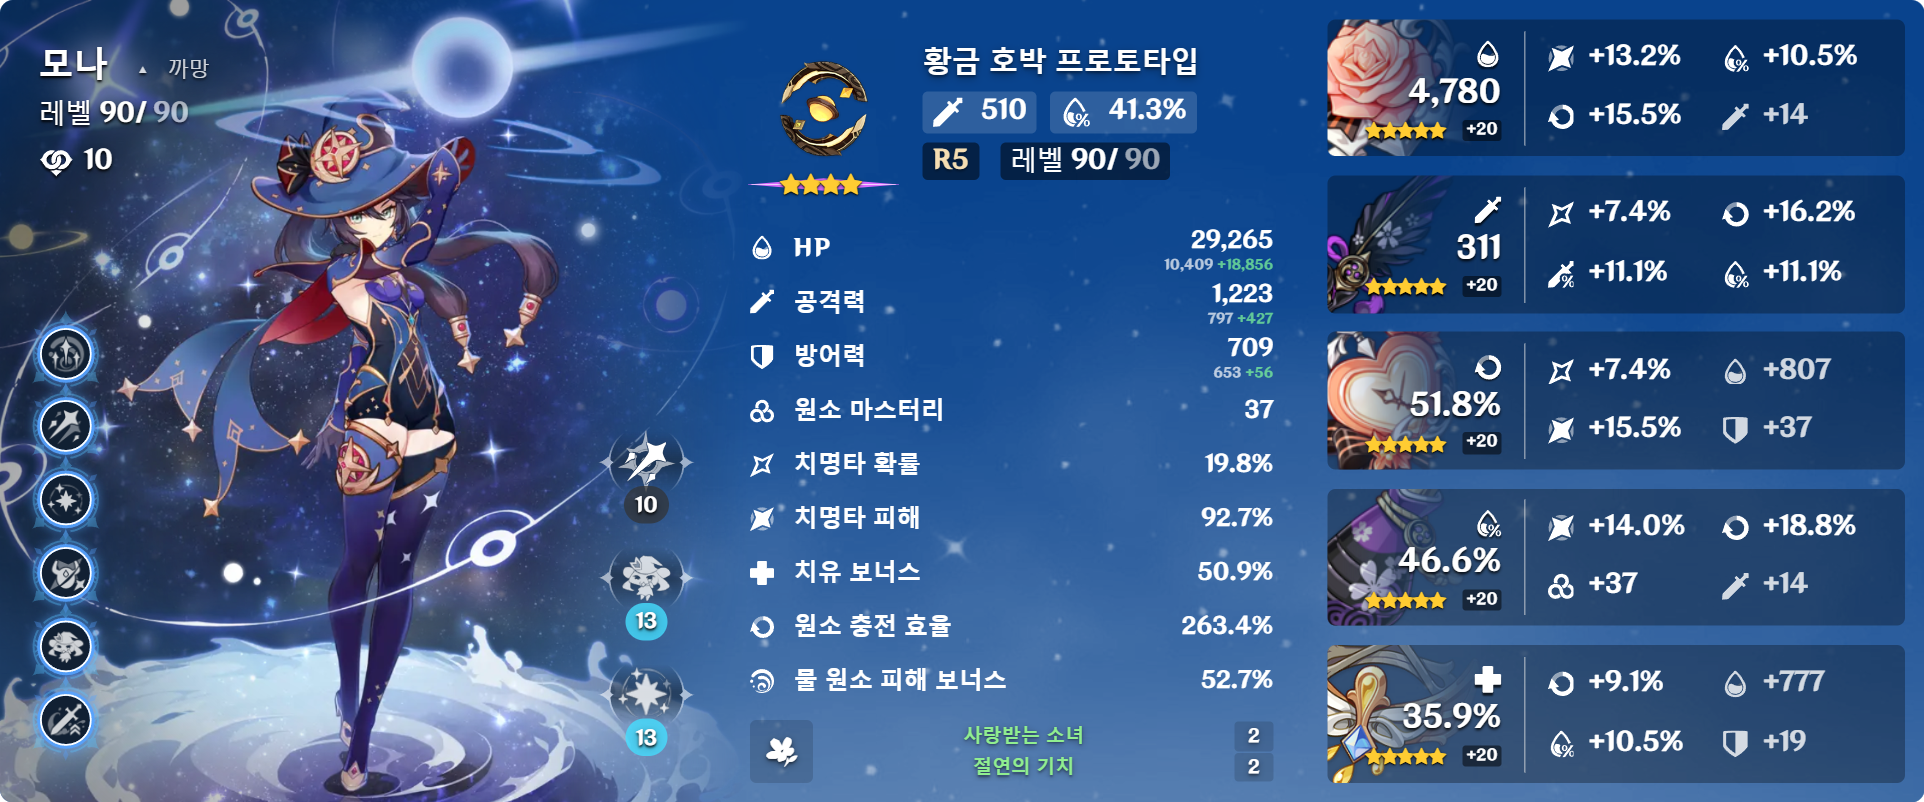 모나 ▲ 까망
레벨 90/ 90
10
10
13
13
황금 호박 프로토타입
510 41.3%
R5 레벨 90/ 90
HP 29,265
10,409 +18,856
공격력 1,223
797 +427
방어력 709
653 +56
원소 마스터리 37
치명타 확률 19.8%
치명타 피해 92.7%
치유 보너스 50.9%
원소 충전 효율 263.4%
물 원소 피해 보너스 52.7%
사랑받는 소녀 2
절연의 기치 2
4,780
+20
+13.2% +10.5%
+15.5% +14
311
+20
+7.4% +16.2%
+11.1% +11.1%
51.8%
+20
+7.4% +807
+15.5% +37
46.6%
+20
+14.0% +18.8%
+37 +14
35.9%
+20
+9.1% +777
+10.5% +19